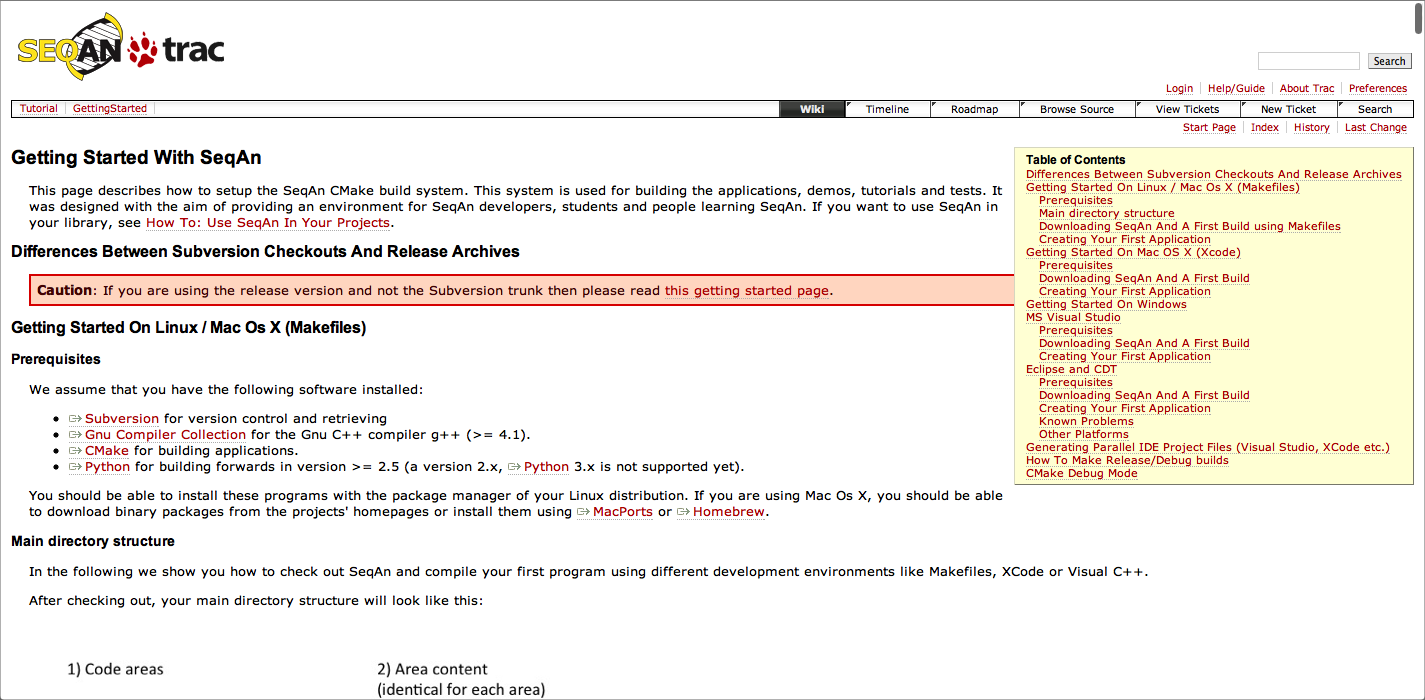 SEQAN trac
Search
Login Help/Guide About Trac Preferences
Tutorial GettingStarted Wiki Timeline Roadmap Browse Source View Tickets New Ticket Search
Start Page Index History Last Change
Getting Started With SeqAn
This page describes how to setup the SeqAn CMake build system. This system is used for building the applications, demos, tutorials and tests. It
was designed with the aim of providing an environment for SeqAn developers, students and people learning SeqAn. If you want to use SeqAn in
your library, see How To: Use SeqAn In Your Projects.
Differences Between Subversion Checkouts And Release Archives
Caution: If you are using the release version and not the Subversion trunk then please read this getting started page.
Getting Started On Linux / Mac Os X (Makefiles)
Prerequisites
We assume that you have the following software installed:
• Subversion for version control and retrieving
• Gnu Compiler Collection for the Gnu C++ compiler g++ (>= 4.1).
• CMake for building applications.
• Python for building forwards in version >= 2.5 (a version 2.x, Python 3.x is not supported yet).
You should be able to install these programs with the package manager of your Linux distribution. If you are using Mac Os X, you should be able
to download binary packages from the projects' homepages or install them using MacPorts or Homebrew.
Main directory structure
In the following we show you how to check out SeqAn and compile your first program using different development environments like Makefiles, XCode or Visual C++.
After checking out, your main directory structure will look like this:
1) Code areas
2) Area content
(identical for each area)
Table of Contents
Differences Between Subversion Checkouts And Release Archives
Getting Started On Linux / Mac Os X (Makefiles)
Prerequisites
Main directory structure
Downloading SeqAn And A First Build using Makefiles
Creating Your First Application
Getting Started On Mac OS X (Xcode)
Prerequisites
Downloading SeqAn And A First Build
Creating Your First Application
Getting Started On Windows
MS Visual Studio
Prerequisites
Downloading SeqAn And A First Build
Creating Your First Application
Eclipse and CDT
Prerequisites
Downloading SeqAn And A First Build
Creating Your First Application
Known Problems
Other Platforms
Generating Parallel IDE Project Files (Visual Studio, XCode etc.)
How To Make Release/Debug builds
CMake Debug Mode